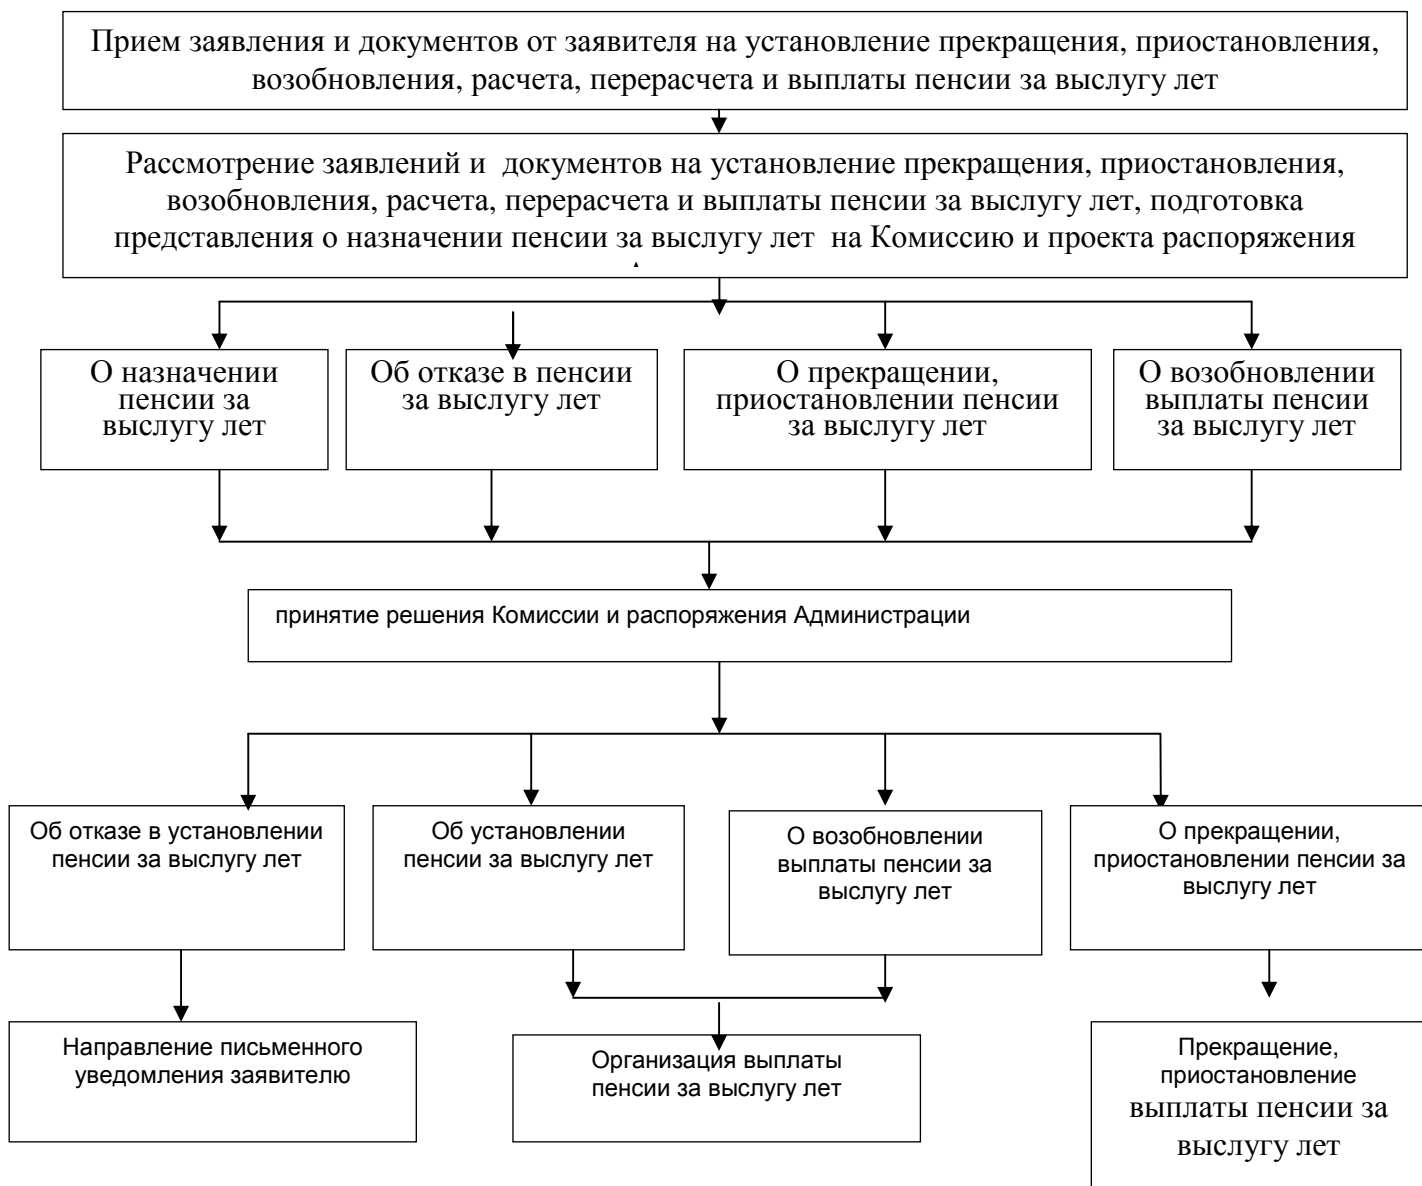 Прием заявления и документов от заявителя на установление прекращения, приостановления,
возобновления, расчета, перерасчета и выплаты пенсии за выслугу лет
Рассмотрение заявлений и документов на установление прекращения, приостановления,
возобновления, расчета, перерасчета и выплаты пенсии за выслугу лет, подготовка
представления о назначении пенсии за выслугу лет на Комиссию и проекта распоряжения
О назначении
пенсии за
выслугу лет
Об отказе в пенсии
за выслугу лет
О прекращении,
приостановлении пенсии
за выслугу лет
О возобновлении
выплаты пенсии
за выслугу лет
принятие решения Комиссии и распоряжения Администрации
Об отказе в установлении
пенсии за выслугу лет
Об установлении
пенсии за выслугу лет
О возобновлении
выплаты пенсии за
выслугу лет
О прекращении,
приостановлении пенсии за
выслугу лет
Направление письменного
уведомления заявителю
Организация выплаты
пенсии за выслугу лет
Прекращение,
приостановление
выплаты пенсии за
выслугу лет